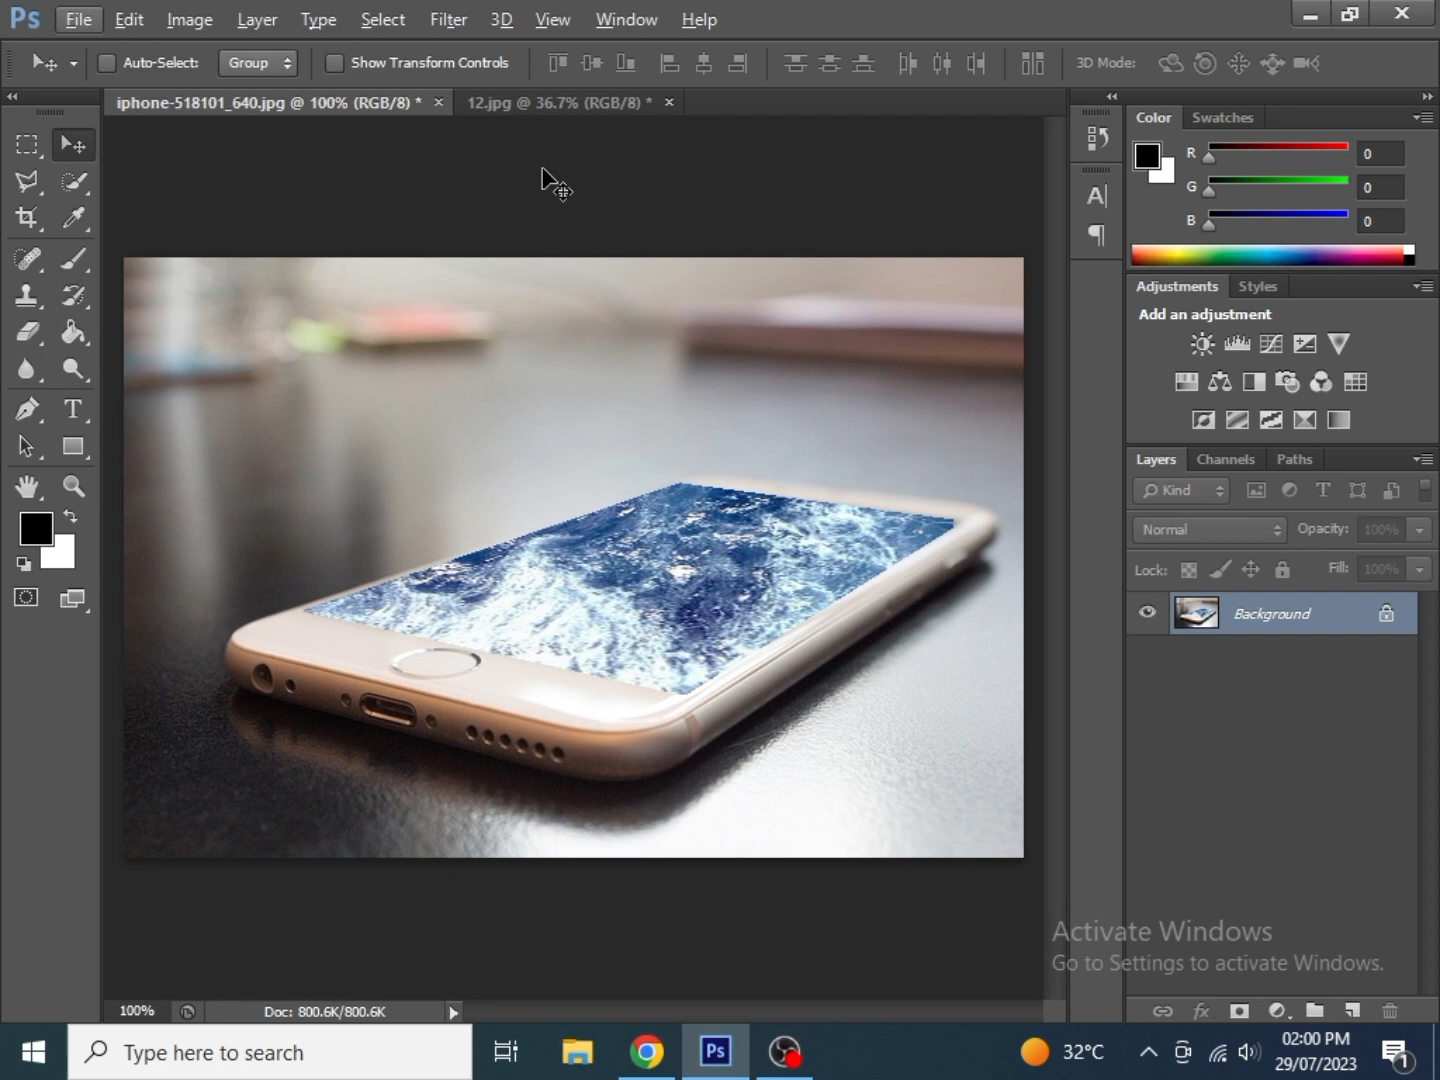 Ps File Edit Image Layer Type Select Filter 3D View Window Help
Auto-Select: Group Show Transform Controls 3D Mode:
iphone-518101_640.jpg @ 100% (RGB/8) * × 12.jpg @ 36.7% (RGB/8) * ×
Color Swatches
R 0
G 0
B 0
Adjustments Styles
Add an adjustment
Layers Channels Paths
Kind
Normal Opacity: 100%
Lock: Fill: 100%
Background
Activate Windows
Go to Settings to activate Windows.
100% Doc: 800.6K/800.6K
Type here to search
Ps
32°C
02:00 PM
29/07/2023
1